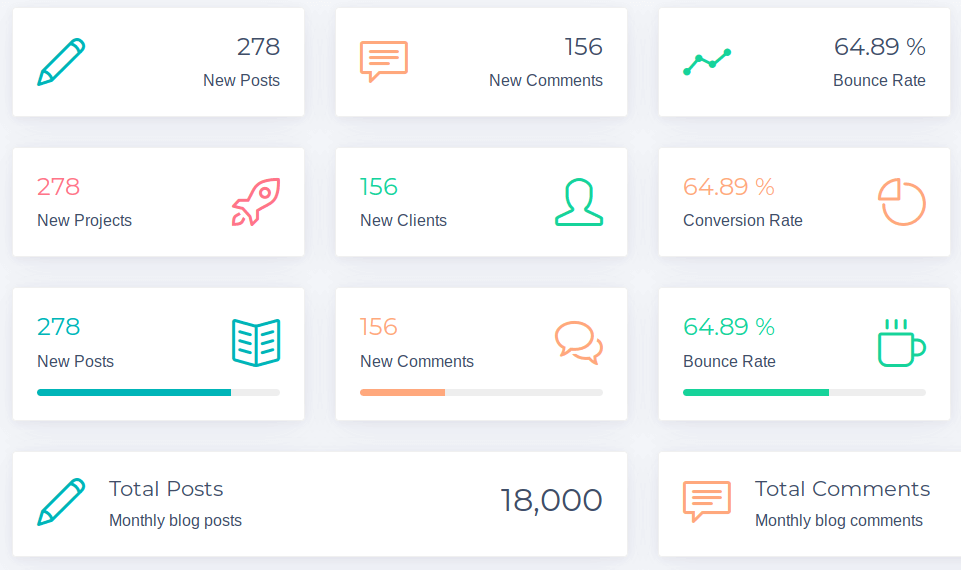 278
New Posts
156
New Comments
64.89 %
Bounce Rate
278
New Projects
156
New Clients
64.89 %
Conversion Rate
278
New Posts
156
New Comments
64.89 %
Bounce Rate
Total Posts
Monthly blog posts
18,000
Total Comments
Monthly blog comments